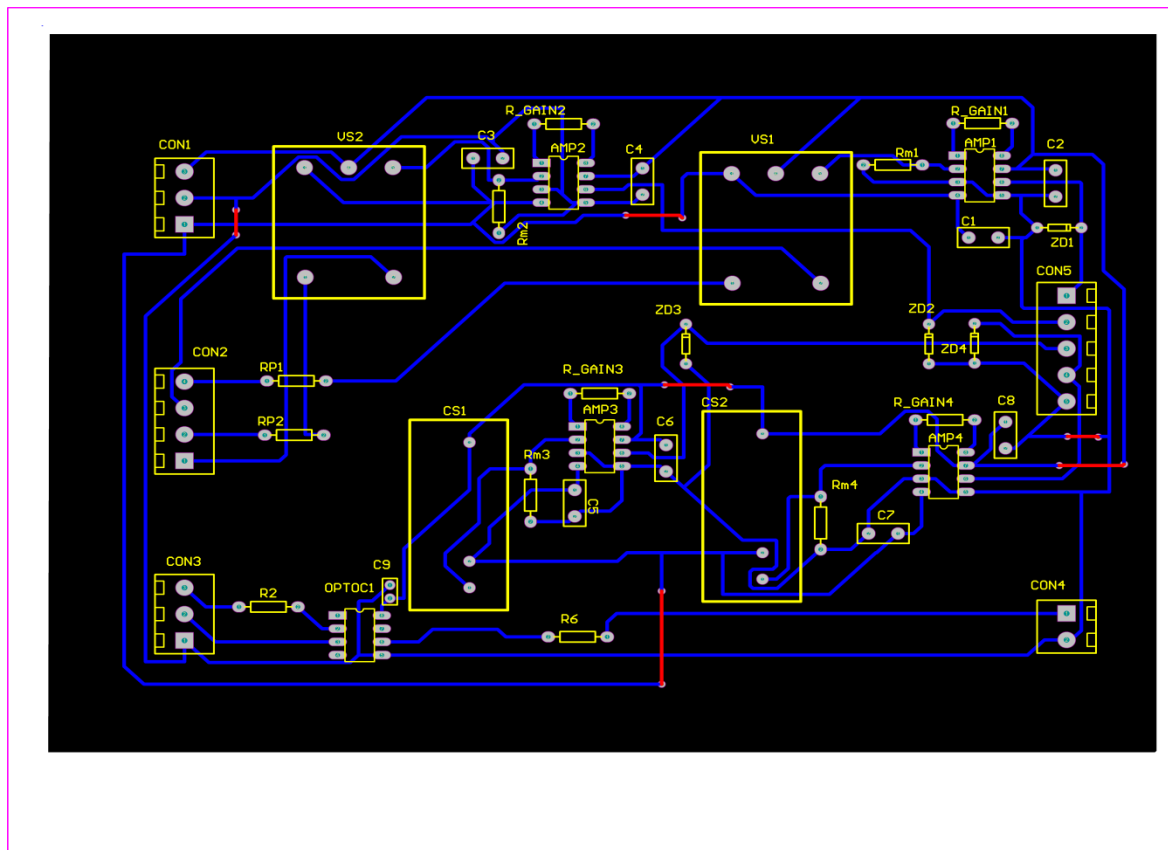 R_GAIN2
R_GAIN1
CON1
VS2
C3
AMP2
C4
VS1
Rm1
AMP1
C2
Rm2
C1
ZD1
CON5
ZD3
ZD2
ZD4
CON2
RP1
R_GAIN3
RP2
CS1
AMP3
C6
CS2
R_GAIN4
C8
AMP4
Rm3
C5
Rm4
C7
CON3
C9
OPTOC1
R2
R6
CON4